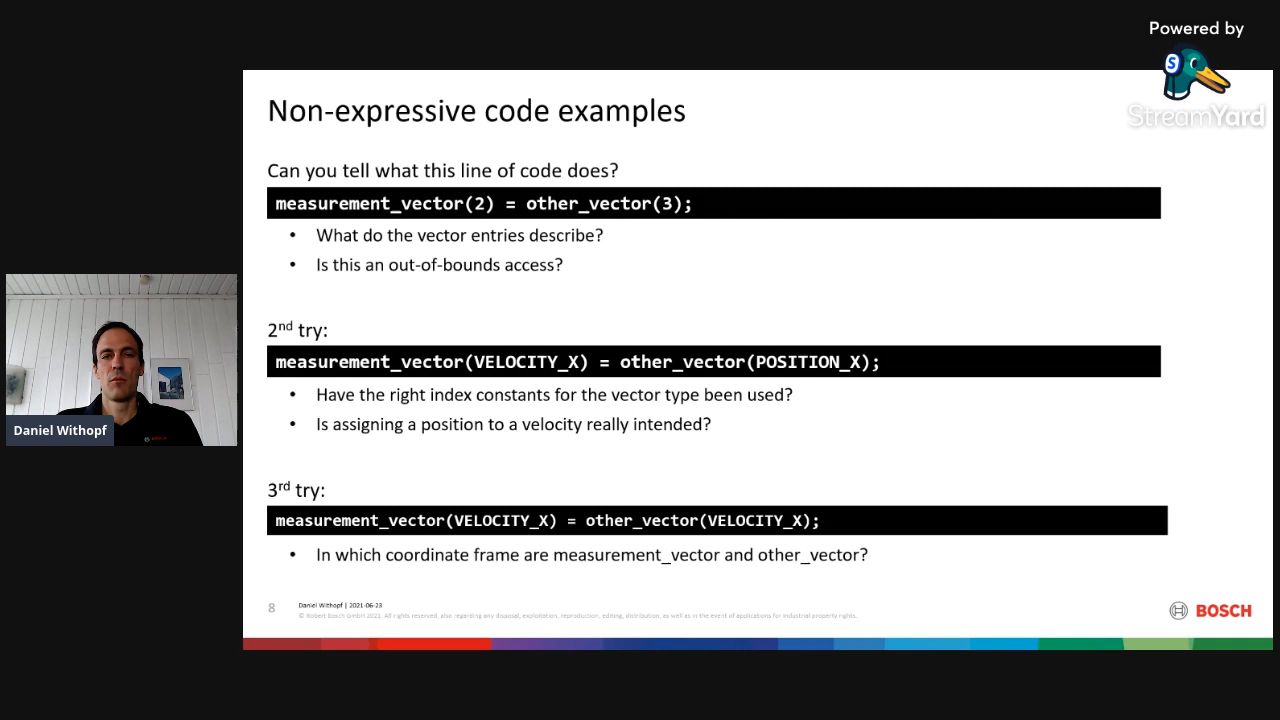 Powered by
StreamYard
Non-expressive code examples
Can you tell what this line of code does?
measurement_vector(2) = other_vector(3);
• What do the vector entries describe?
• Is this an out-of-bounds access?
2nd try:
measurement_vector(VELOCITY_X) = other_vector(POSITION_X);
• Have the right index constants for the vector type been used?
• Is assigning a position to a velocity really intended?
3rd try:
measurement_vector(VELOCITY_X) = other_vector(VELOCITY_X);
• In which coordinate frame are measurement_vector and other_vector?
Daniel Withopf
8
Daniel Withopf | 2021-06-23
© Robert Bosch GmbH 2021. All rights reserved, also regarding any disposal, exploitation, reproduction, editing, distribution, as well as in the event of applications for industrial property rights.
BOSCH